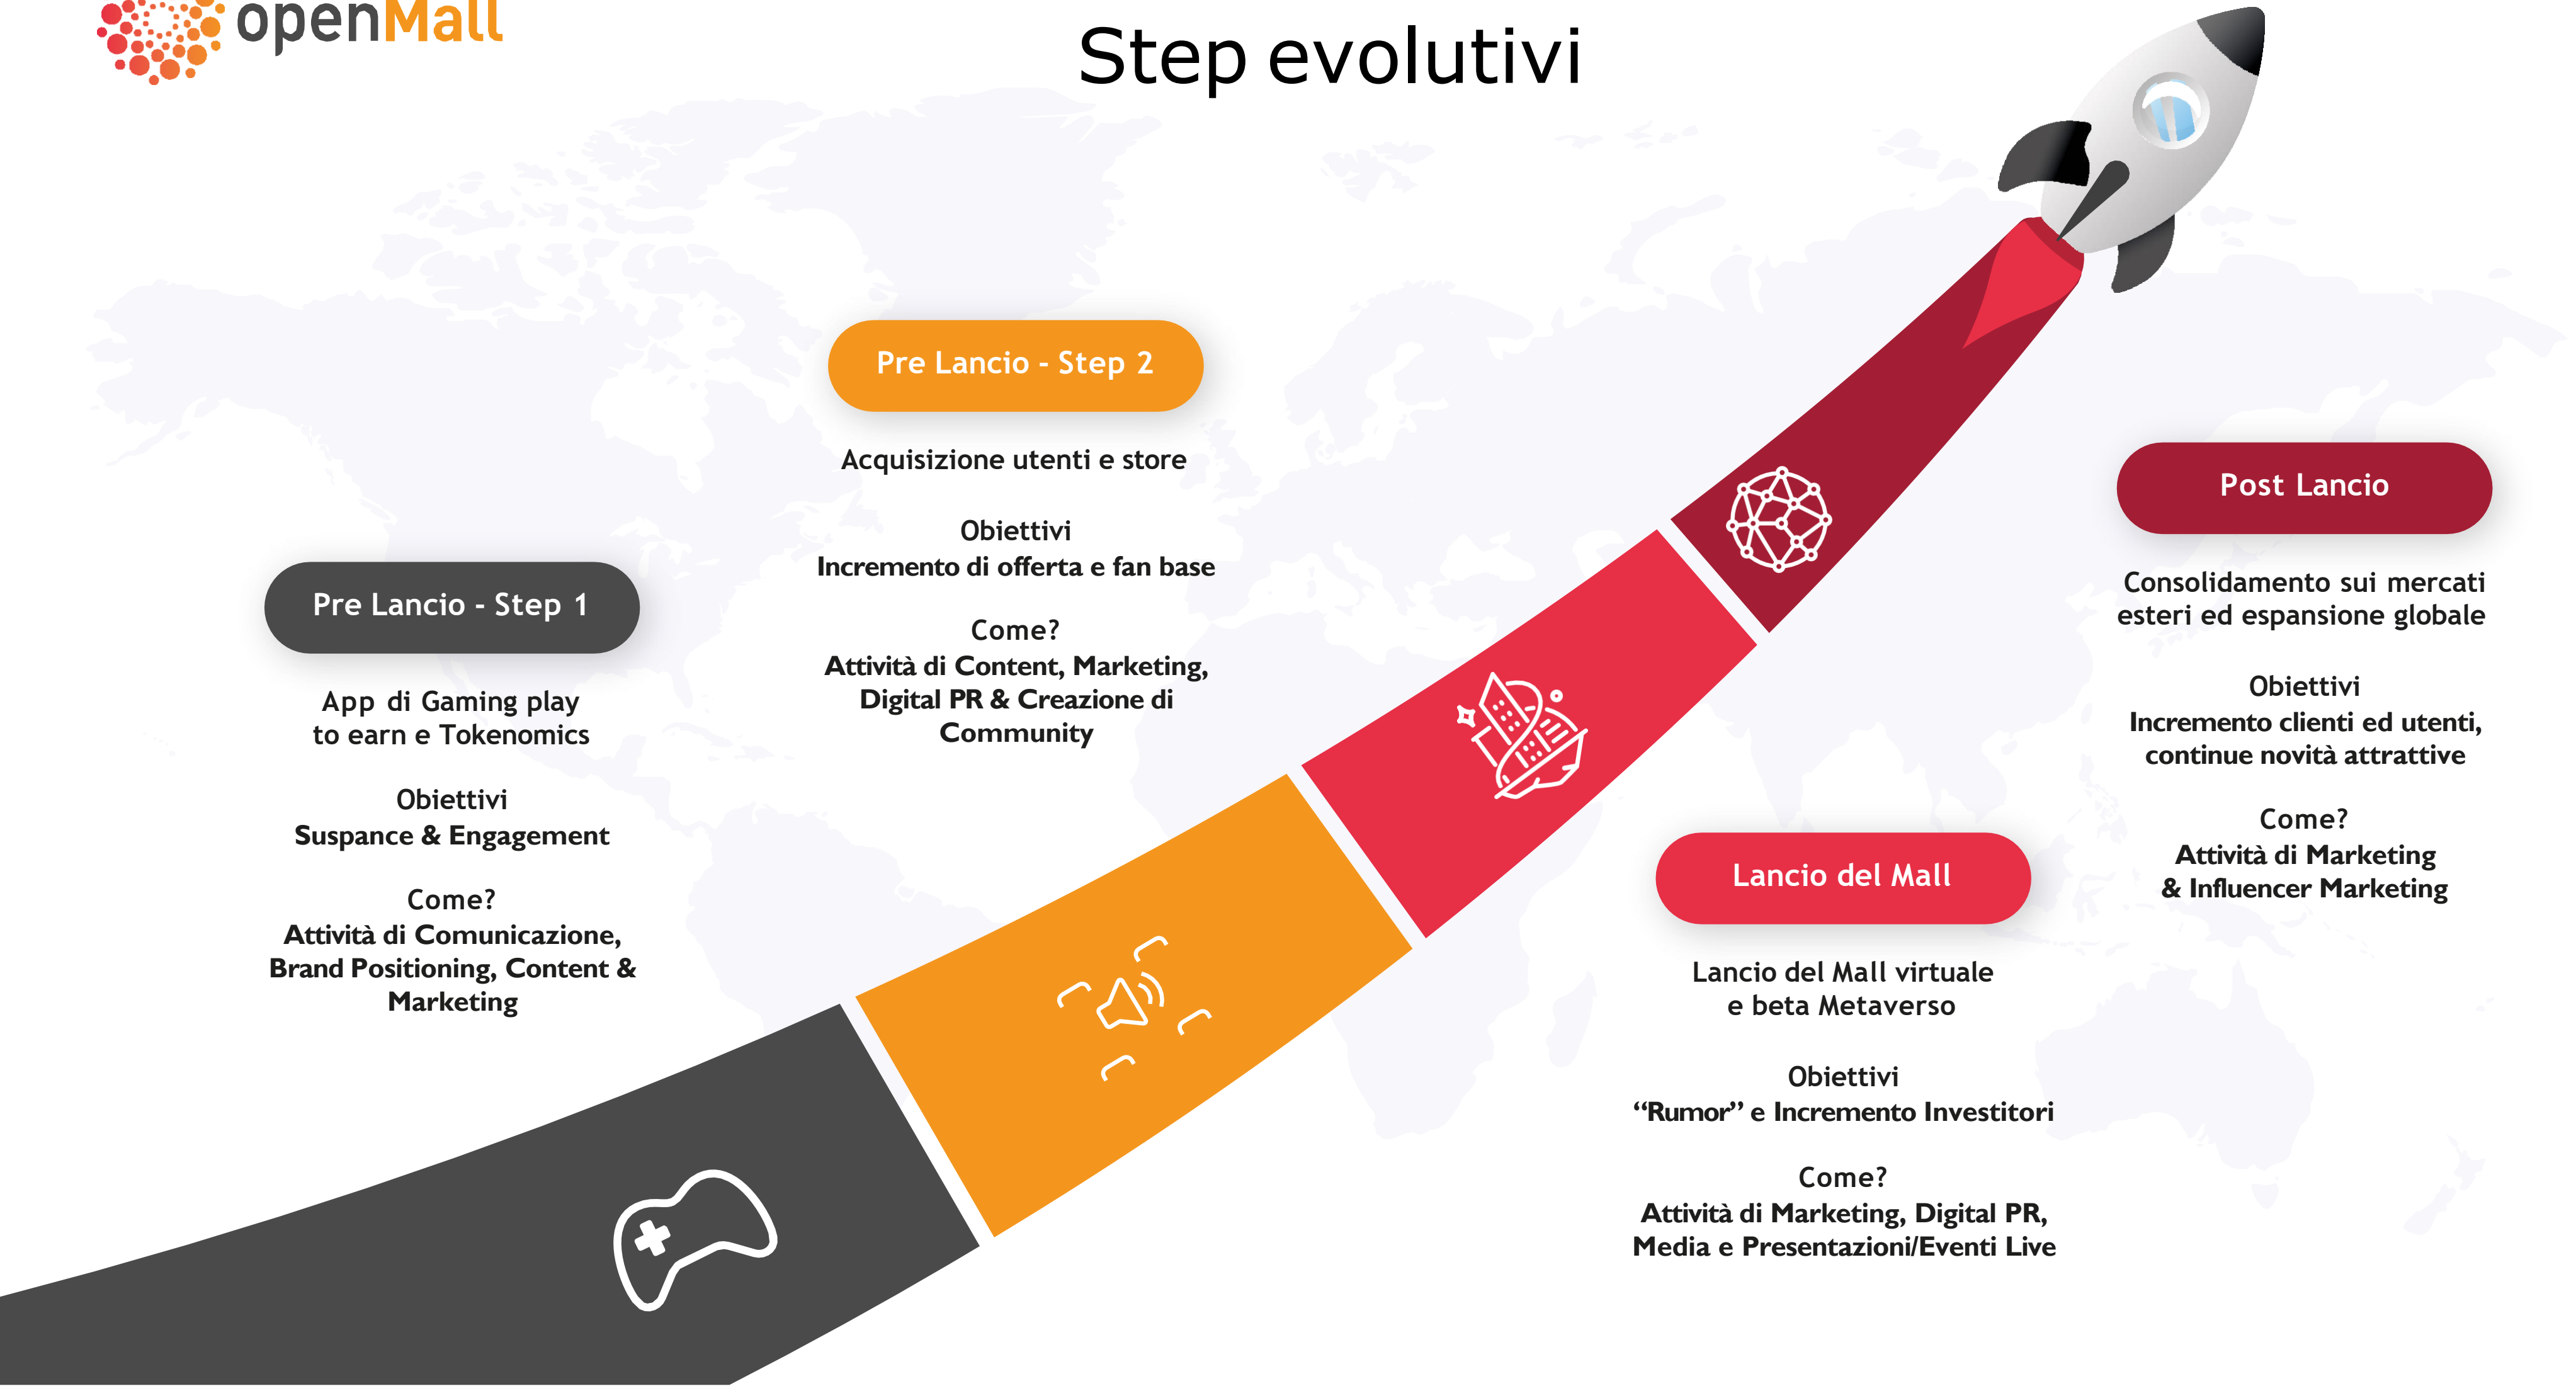 openMall
Step evolutivi
Pre Lancio - Step 1
App di Gaming play
to earn e Tokenomics
Obiettivi
Suspance & Engagement
Come?
Attività di Comunicazione,
Brand Positioning, Content &
Marketing
Pre Lancio - Step 2
Acquisizione utenti e store
Obiettivi
Incremento di offerta e fan base
Come?
Attività di Content, Marketing,
Digital PR & Creazione di
Community
Lancio del Mall
Lancio del Mall virtuale
e beta Metaverso
Obiettivi
“Rumor” e Incremento Investitori
Come?
Attività di Marketing, Digital PR,
Media e Presentazioni/Eventi Live
Post Lancio
Consolidamento sui mercati
esteri ed espansione globale
Obiettivi
Incremento clienti ed utenti,
continue novità attrattive
Come?
Attività di Marketing
& Influencer Marketing